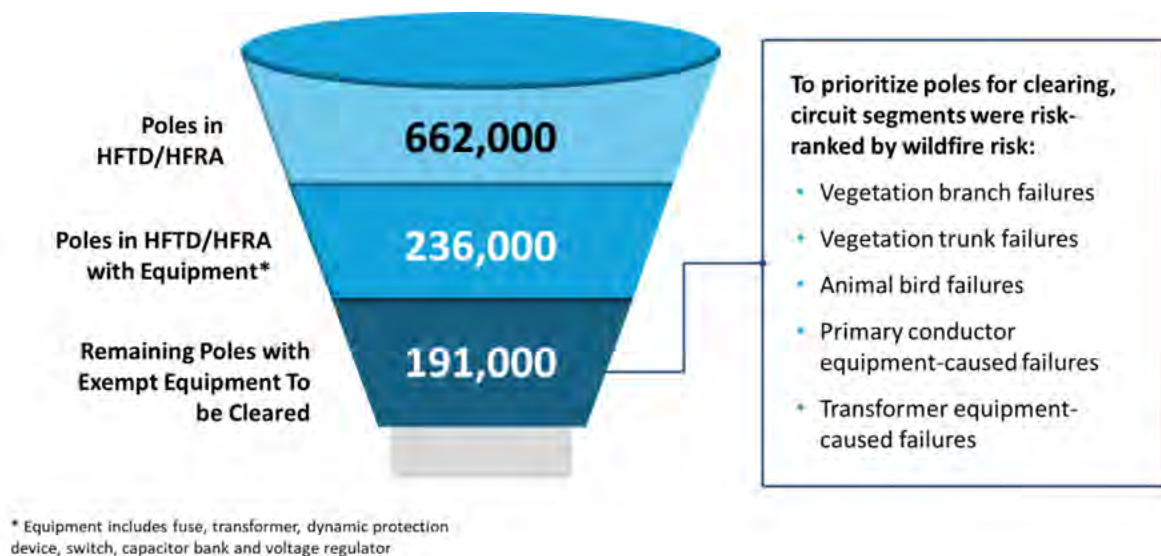 Poles in
HFTD/HFRA
662,000
Poles in HFTD/HFRA
with Equipment*
236,000
Remaining Poles with
Exempt Equipment To
be Cleared
191,000
To prioritize poles for clearing,
circuit segments were risk-
ranked by wildfire risk:
• Vegetation branch failures
• Vegetation trunk failures
• Animal bird failures
• Primary conductor
equipment-caused failures
• Transformer equipment-
caused failures
* Equipment includes fuse, transformer, dynamic protection
device, switch, capacitor bank and voltage regulator